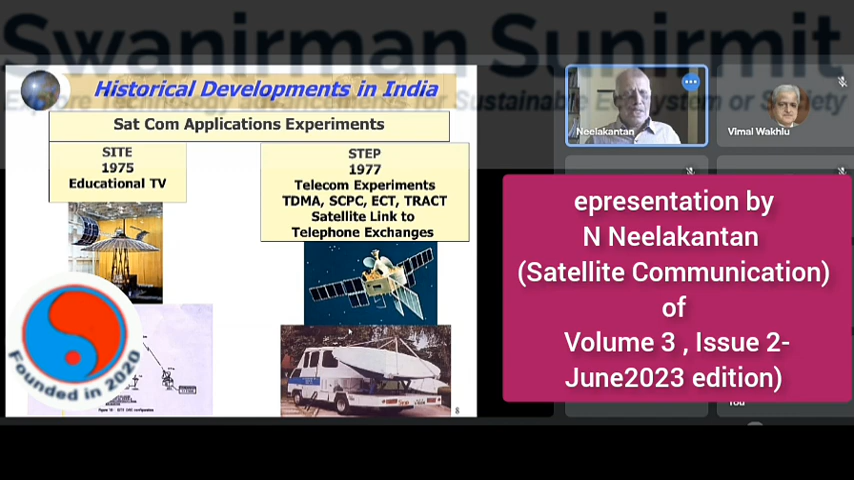 Swanirman Sunirmit
Explore Technology advancements for Sustainable Ecosystem or Society
Historical Developments in India
Sat Com Applications Experiments
SITE
1975
Educational TV
STEP
1977
Telecom Experiments
TDMA, SCPC, ECT, TRACT
Satellite Link to
Telephone Exchanges
8
Founded in 2020
Neelakantan
Vimal Wakhlu
epresentation by
N Neelakantan
(Satellite Communication)
of
Volume 3 , Issue 2-
June2023 edition)
You